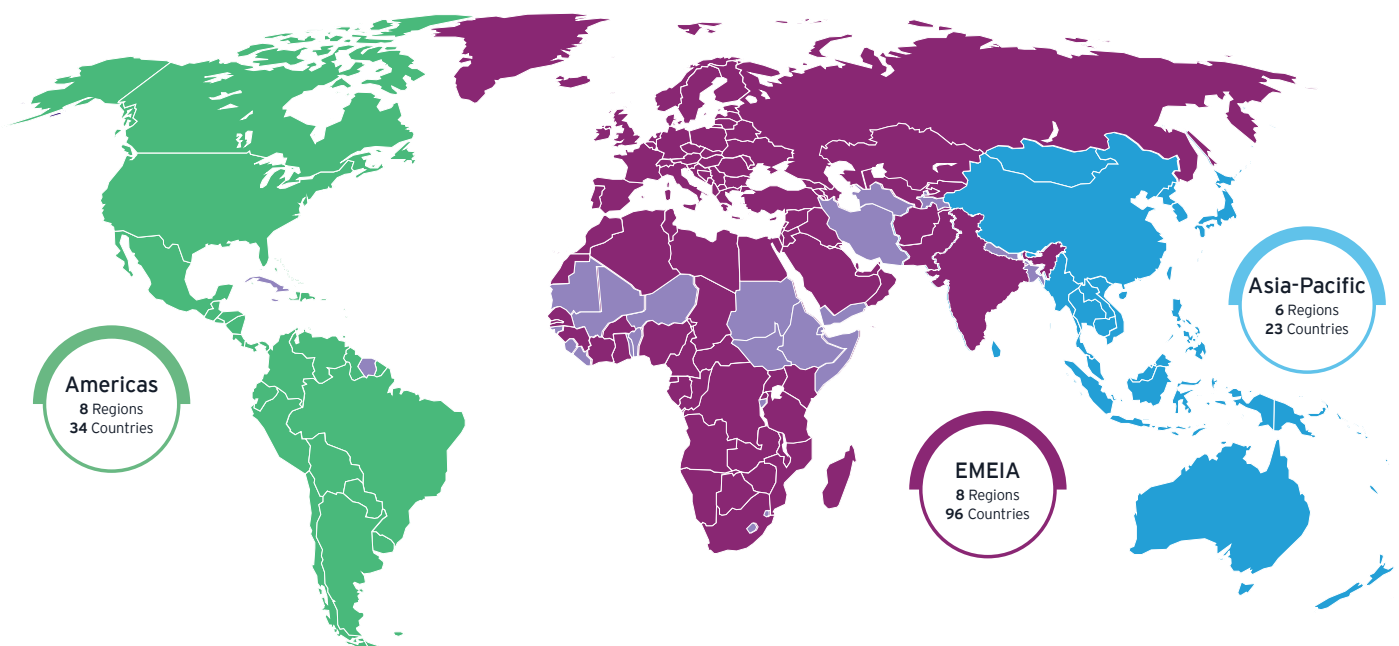 Americas
8 Regions
34 Countries
EMEIA
8 Regions
96 Countries
Asia-Pacific
6 Regions
23 Countries